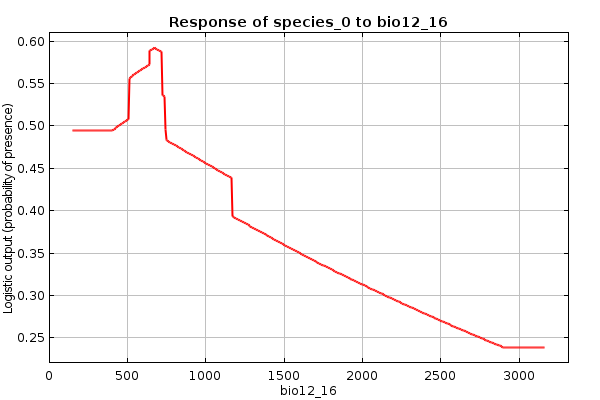 Response of species_0 to bio12_16
Logistic output (probability of presence)
0.60
0.55
0.50
0.45
0.40
0.35
0.30
0.25
0 500 1000 1500 2000 2500 3000
bio12_16